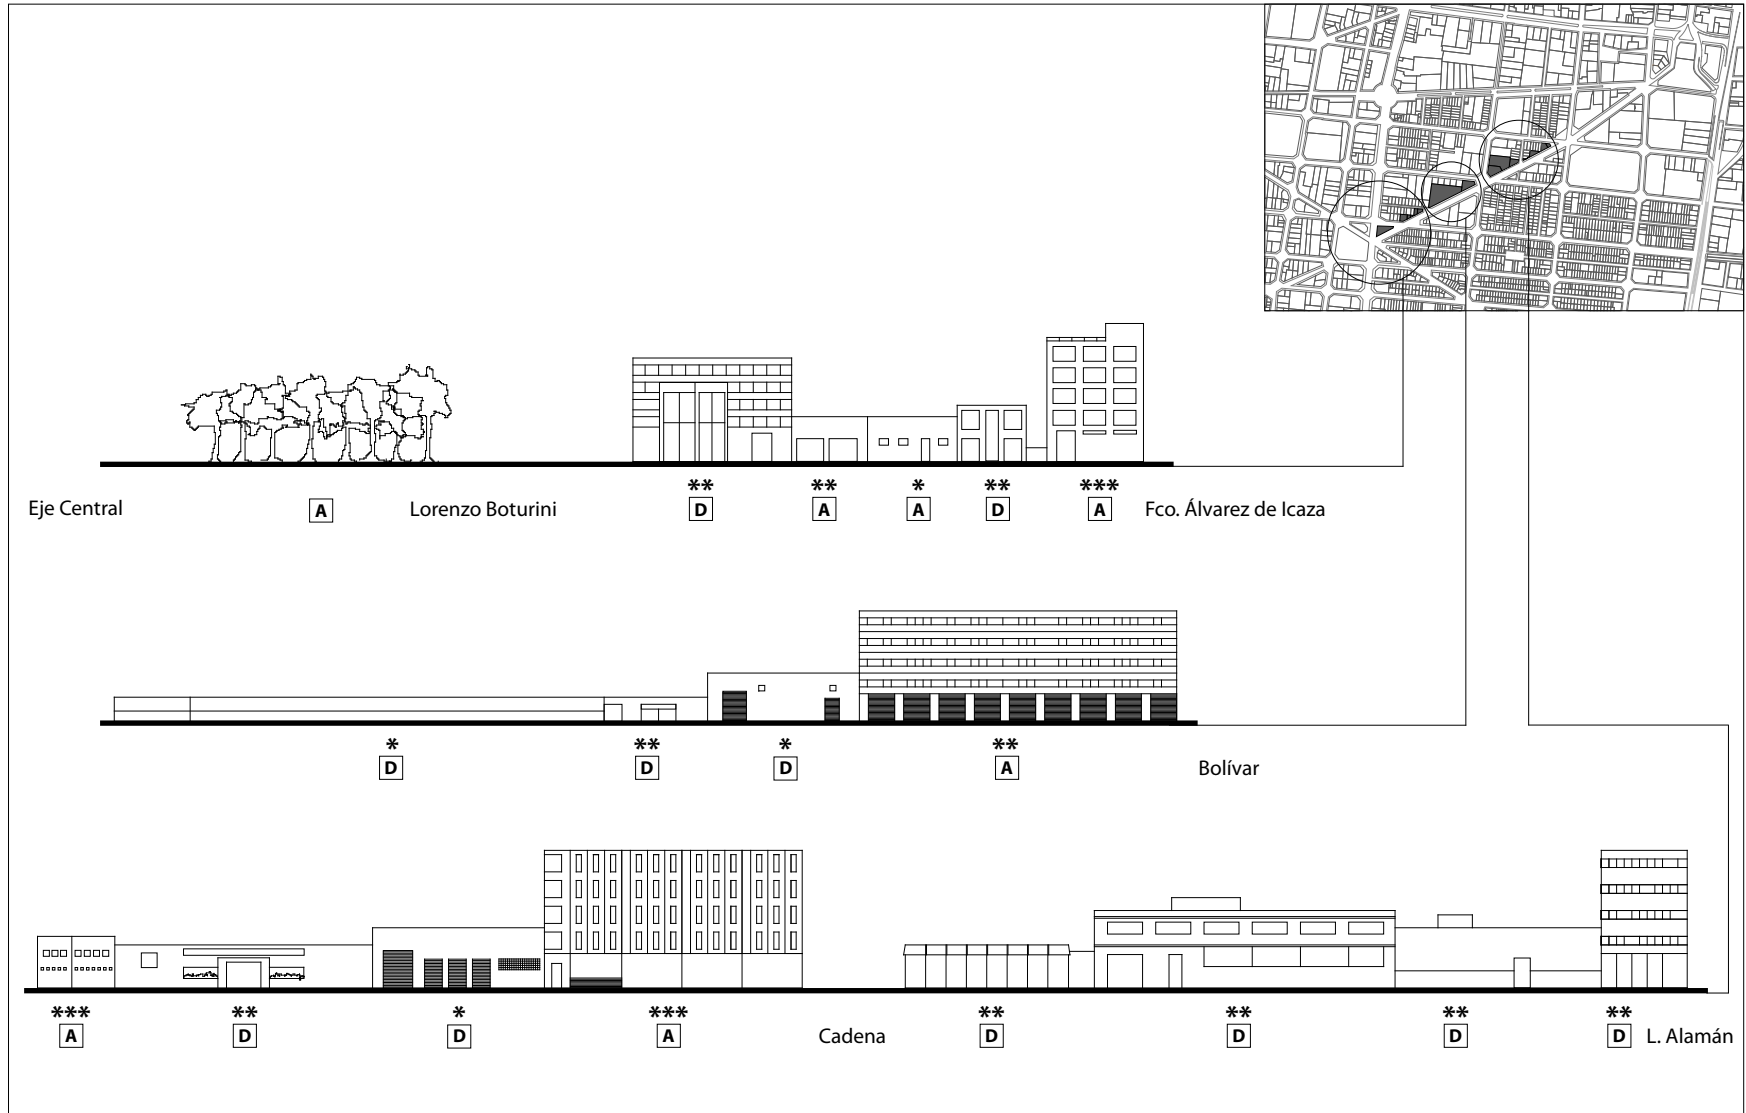 ** ** * ** ***
Eje Central A Lorenzo Boturini D A A D A Fco. Álvarez de Icaza
* ** * **
D D D A Bolívar
*** ** * *** ** ** ** **
A D D A Cadena D D D D L. Alamán